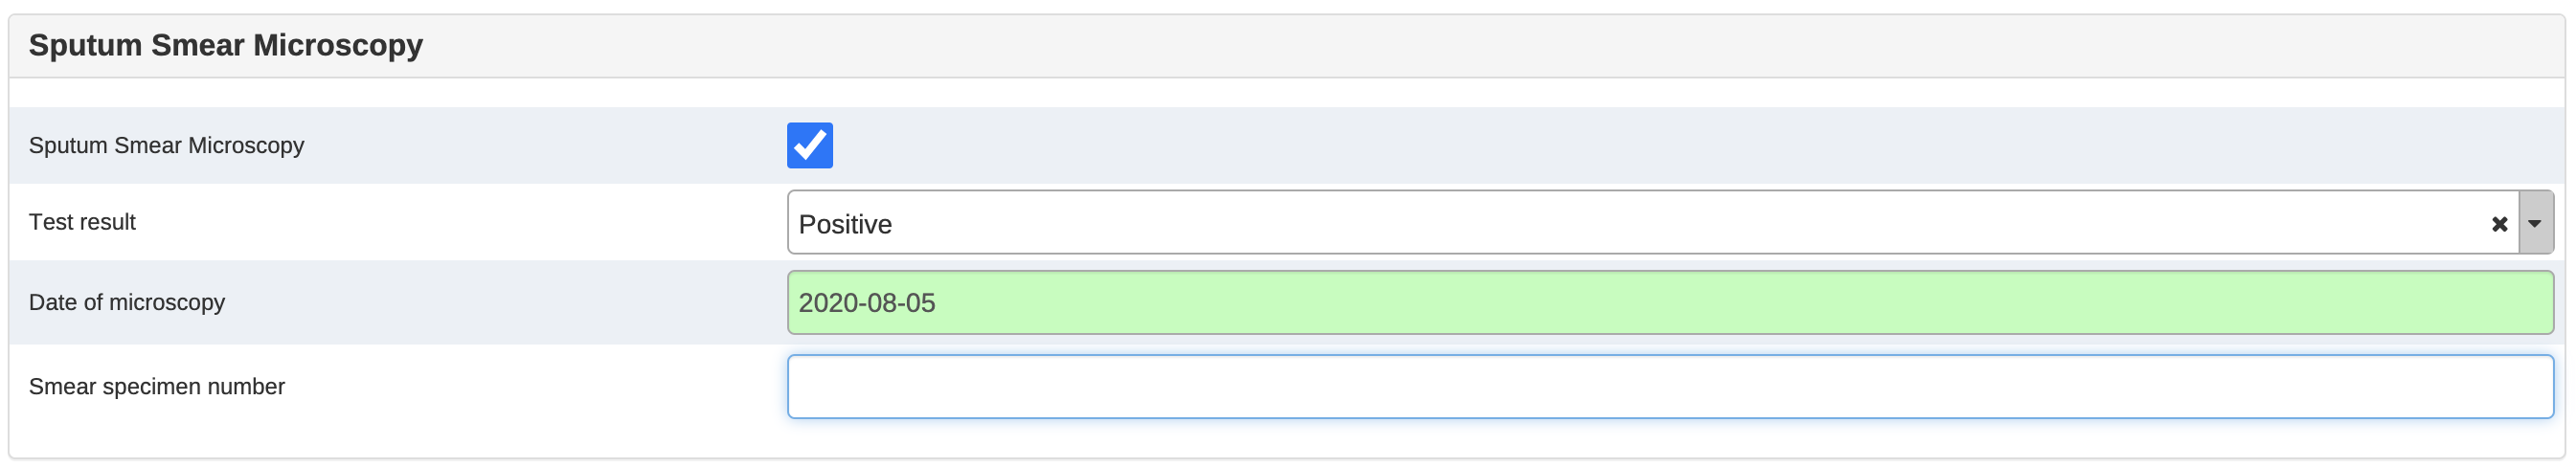 Sputum Smear Microscopy
Sputum Smear Microscopy
Test result
Positive
Date of microscopy
2020-08-05
Smear specimen number